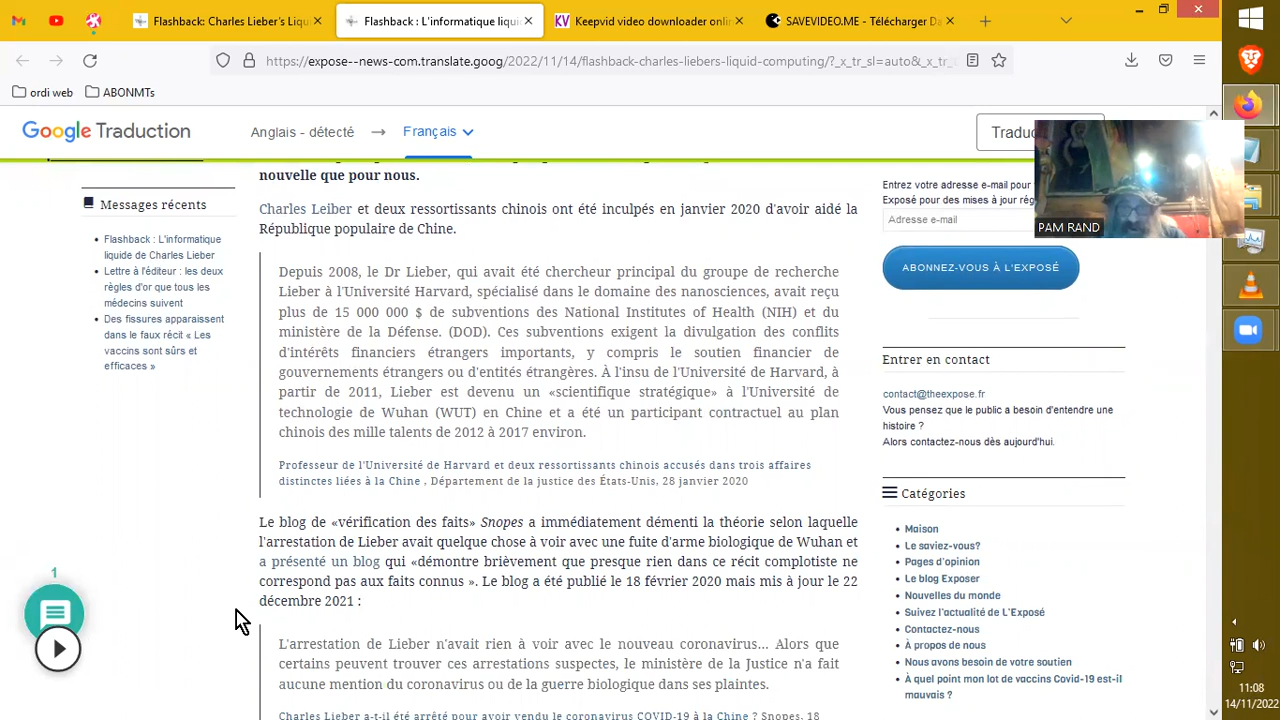 Flashback: Charles Lieber's Liqu
Flashback : L'informatique liqui
Keepvid video downloader onli
SAVEVIDEO.ME - Télécharger Da
https://expose--news-com.translate.goog/2022/11/14/flashback-charles-liebers-liquid-computing/?_x_tr_sl=auto&_x_tr_
ordi web
ABONMTs
Google Traduction
Anglais - détecté
Français
Traduc
nouvelle que pour nous.
Messages récents
Flashback : L'informatique
liquide de Charles Lieber
Lettre à l'éditeur : les deux
règles d'or que tous les
médecins suivent
Des fissures apparaissent
dans le faux récit « Les
vaccins sont sûrs et
efficaces »
1
Charles Leiber et deux ressortissants chinois ont été inculpés en janvier 2020 d'avoir aidé la
République populaire de Chine.
Depuis 2008, le Dr Lieber, qui avait été chercheur principal du groupe de recherche
Lieber à l'Université Harvard, spécialisé dans le domaine des nanosciences, avait reçu
plus de 15 000 000 $ de subventions des National Institutes of Health (NIH) et du
ministère de la Défense. (DOD). Ces subventions exigent la divulgation des conflits
d'intérêts financiers étrangers importants, y compris le soutien financier de
gouvernements étrangers ou d'entités étrangères. À l'insu de l'Université de Harvard, à
partir de 2011, Lieber est devenu un «scientifique stratégique» à l'Université de
technologie de Wuhan (WUT) en Chine et a été un participant contractuel au plan
chinois des mille talents de 2012 à 2017 environ.
Professeur de l'Université de Harvard et deux ressortissants chinois accusés dans trois affaires
distinctes liées à la Chine , Département de la justice des États-Unis, 28 janvier 2020
Le blog de «vérification des faits» Snopes a immédiatement démenti la théorie selon laquelle
l'arrestation de Lieber avait quelque chose à voir avec une fuite d'arme biologique de Wuhan et
a présenté un blog qui «démontre brièvement que presque rien dans ce récit complotiste ne
correspond pas aux faits connus ». Le blog a été publié le 18 février 2020 mais mis à jour le 22
décembre 2021 :
L'arrestation de Lieber n'avait rien à voir avec le nouveau coronavirus... Alors que
certains peuvent trouver ces arrestations suspectes, le ministère de la Justice n'a fait
aucune mention du coronavirus ou de la guerre biologique dans ses plaintes.
Charles Lieber a-t-il été arrêté pour avoir vendu le coronavirus COVID-19 à la Chine ? Snopes, 18
Entrez votre adresse e-mail pour
Exposé pour des mises à jour rég
Adresse e-mail
ABONNEZ-VOUS À L'EXPOSÉ
Entrer en contact
contact@theexpose.fr
Vous pensez que le public a besoin d'entendre une
histoire ?
Alors contactez-nous dès aujourd'hui.
Catégories
Maison
Le saviez-vous?
Pages d'opinion
Le blog Exposer
Nouvelles du monde
Suivez l'actualité de L'Exposé
Contactez-nous
À propos de nous
Nous avons besoin de votre soutien
À quel point mon lot de vaccins Covid-19 est-il
mauvais ?
PAM RAND
11:08
14/11/2022